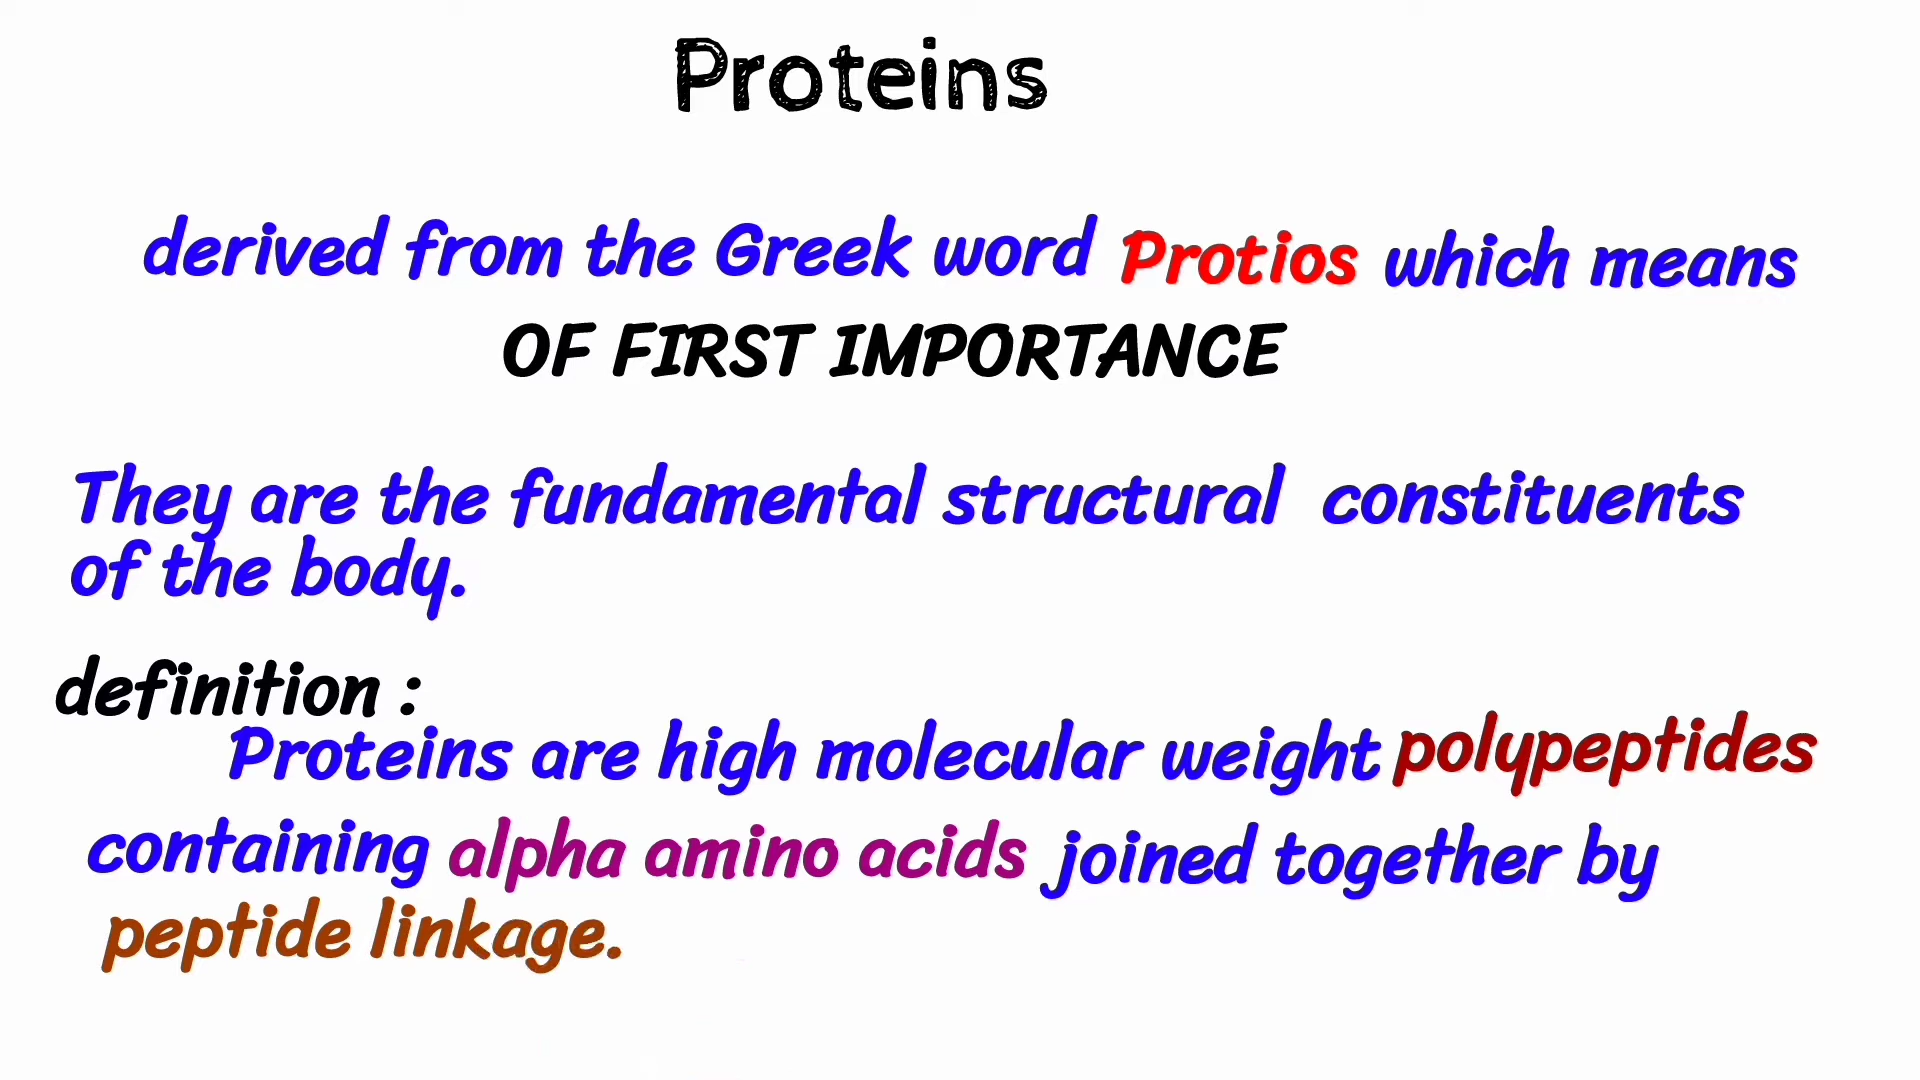 Proteins
derived from the Greek word Protios which means
OF FIRST IMPORTANCE
They are the fundamental structural constituents
of the body.
definition :
Proteins are high molecular weight polypeptides
containing alpha amino acids joined together by
peptide linkage.